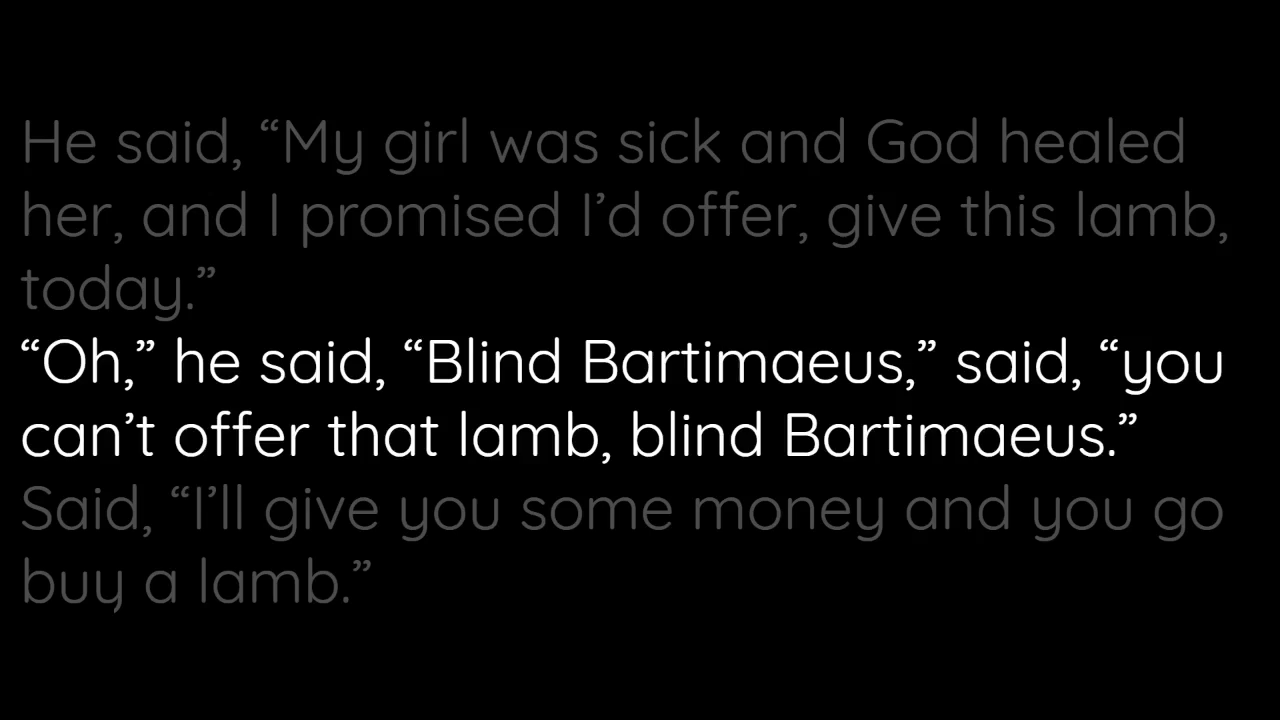 He said, “My girl was sick and God healed
her, and I promised I’d offer, give this lamb,
today.”
“Oh,” he said, “Blind Bartimaeus,” said, “you
can’t offer that lamb, blind Bartimaeus.”
Said, “I’ll give you some money and you go
buy a lamb.”